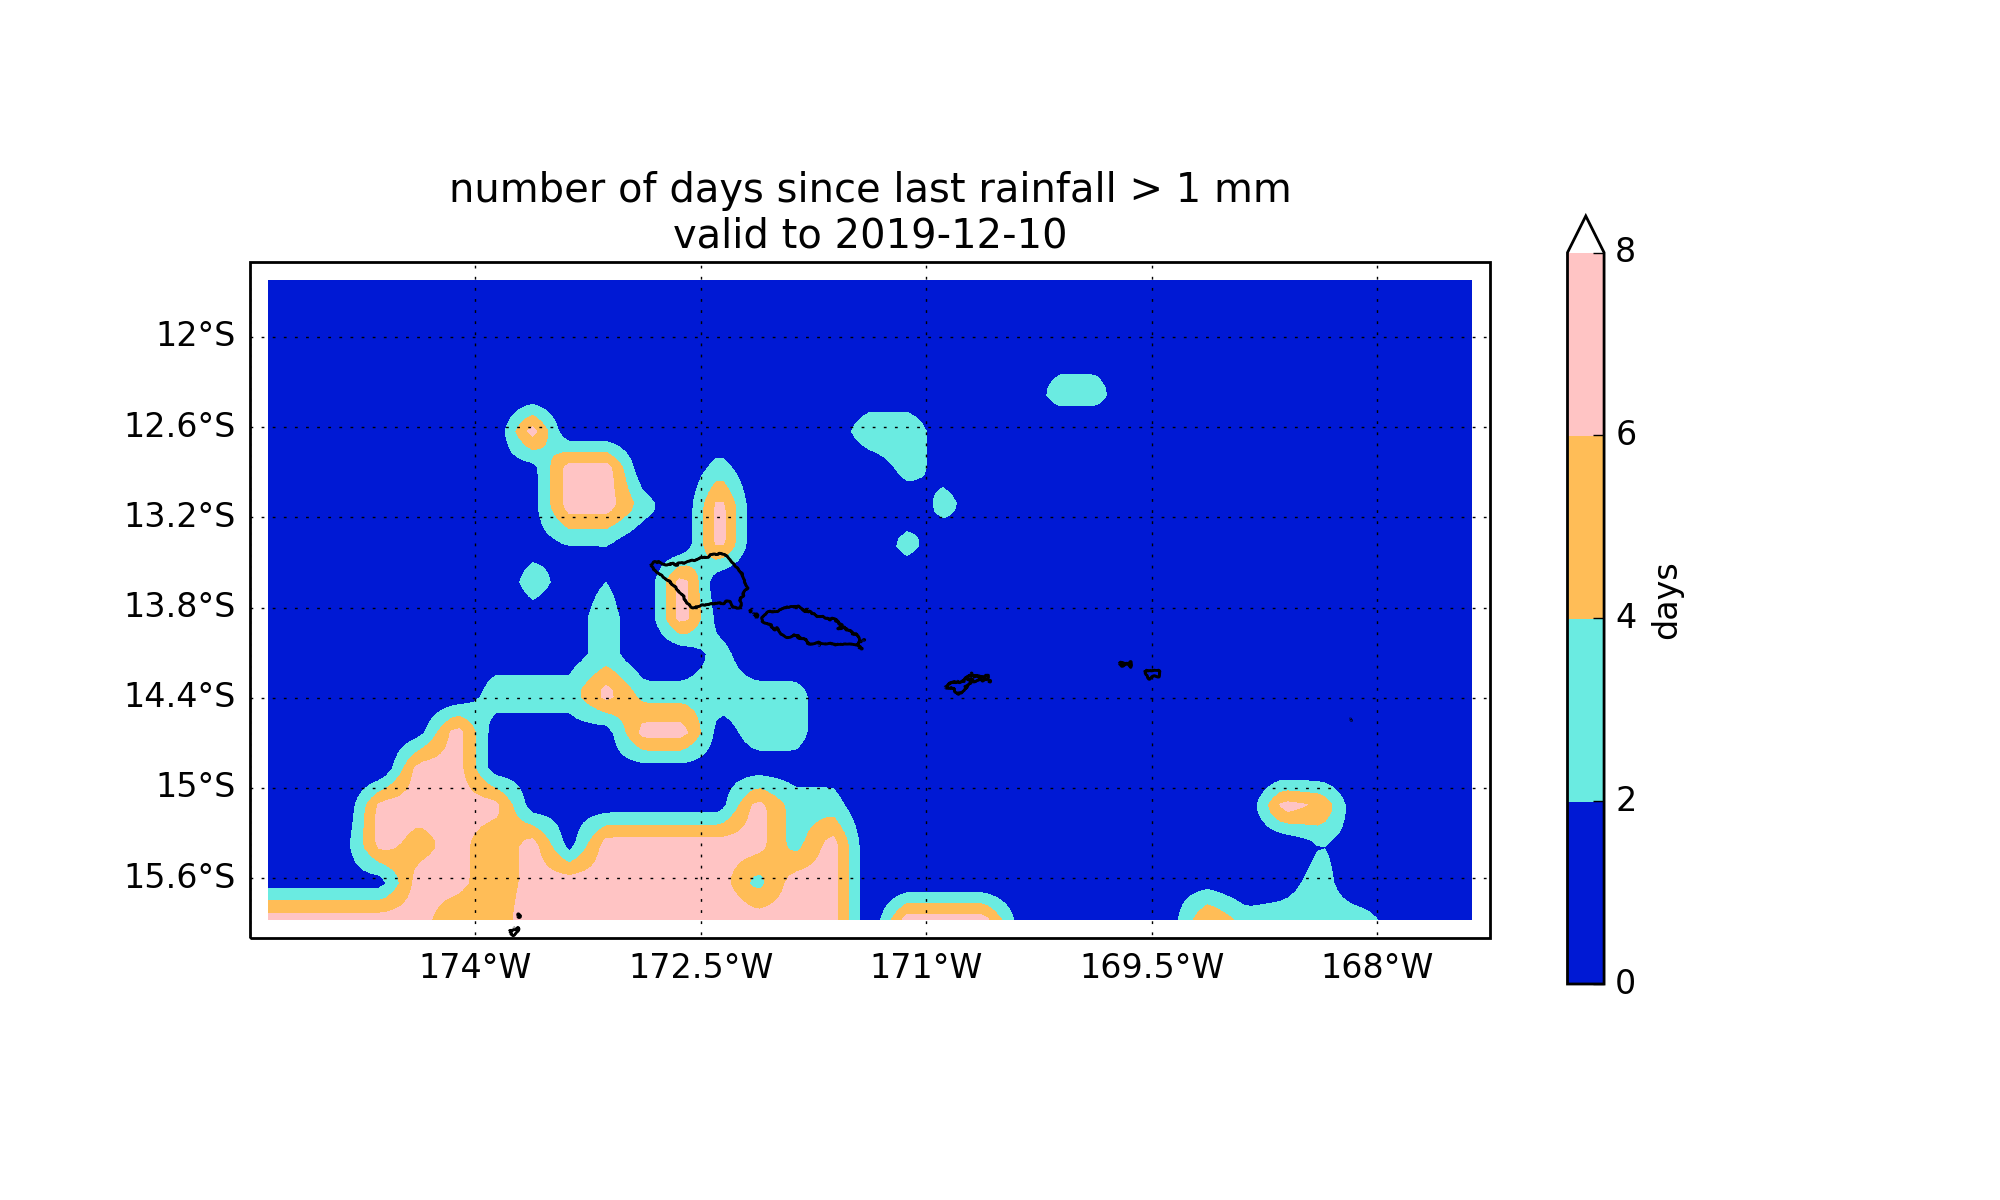 number of days since last rainfall > 1 mm
valid to 2019-12-10
12°S
12.6°S
13.2°S
13.8°S
14.4°S
15°S
15.6°S
174°W
172.5°W
171°W
169.5°W
168°W
8
6
4
2
0
days